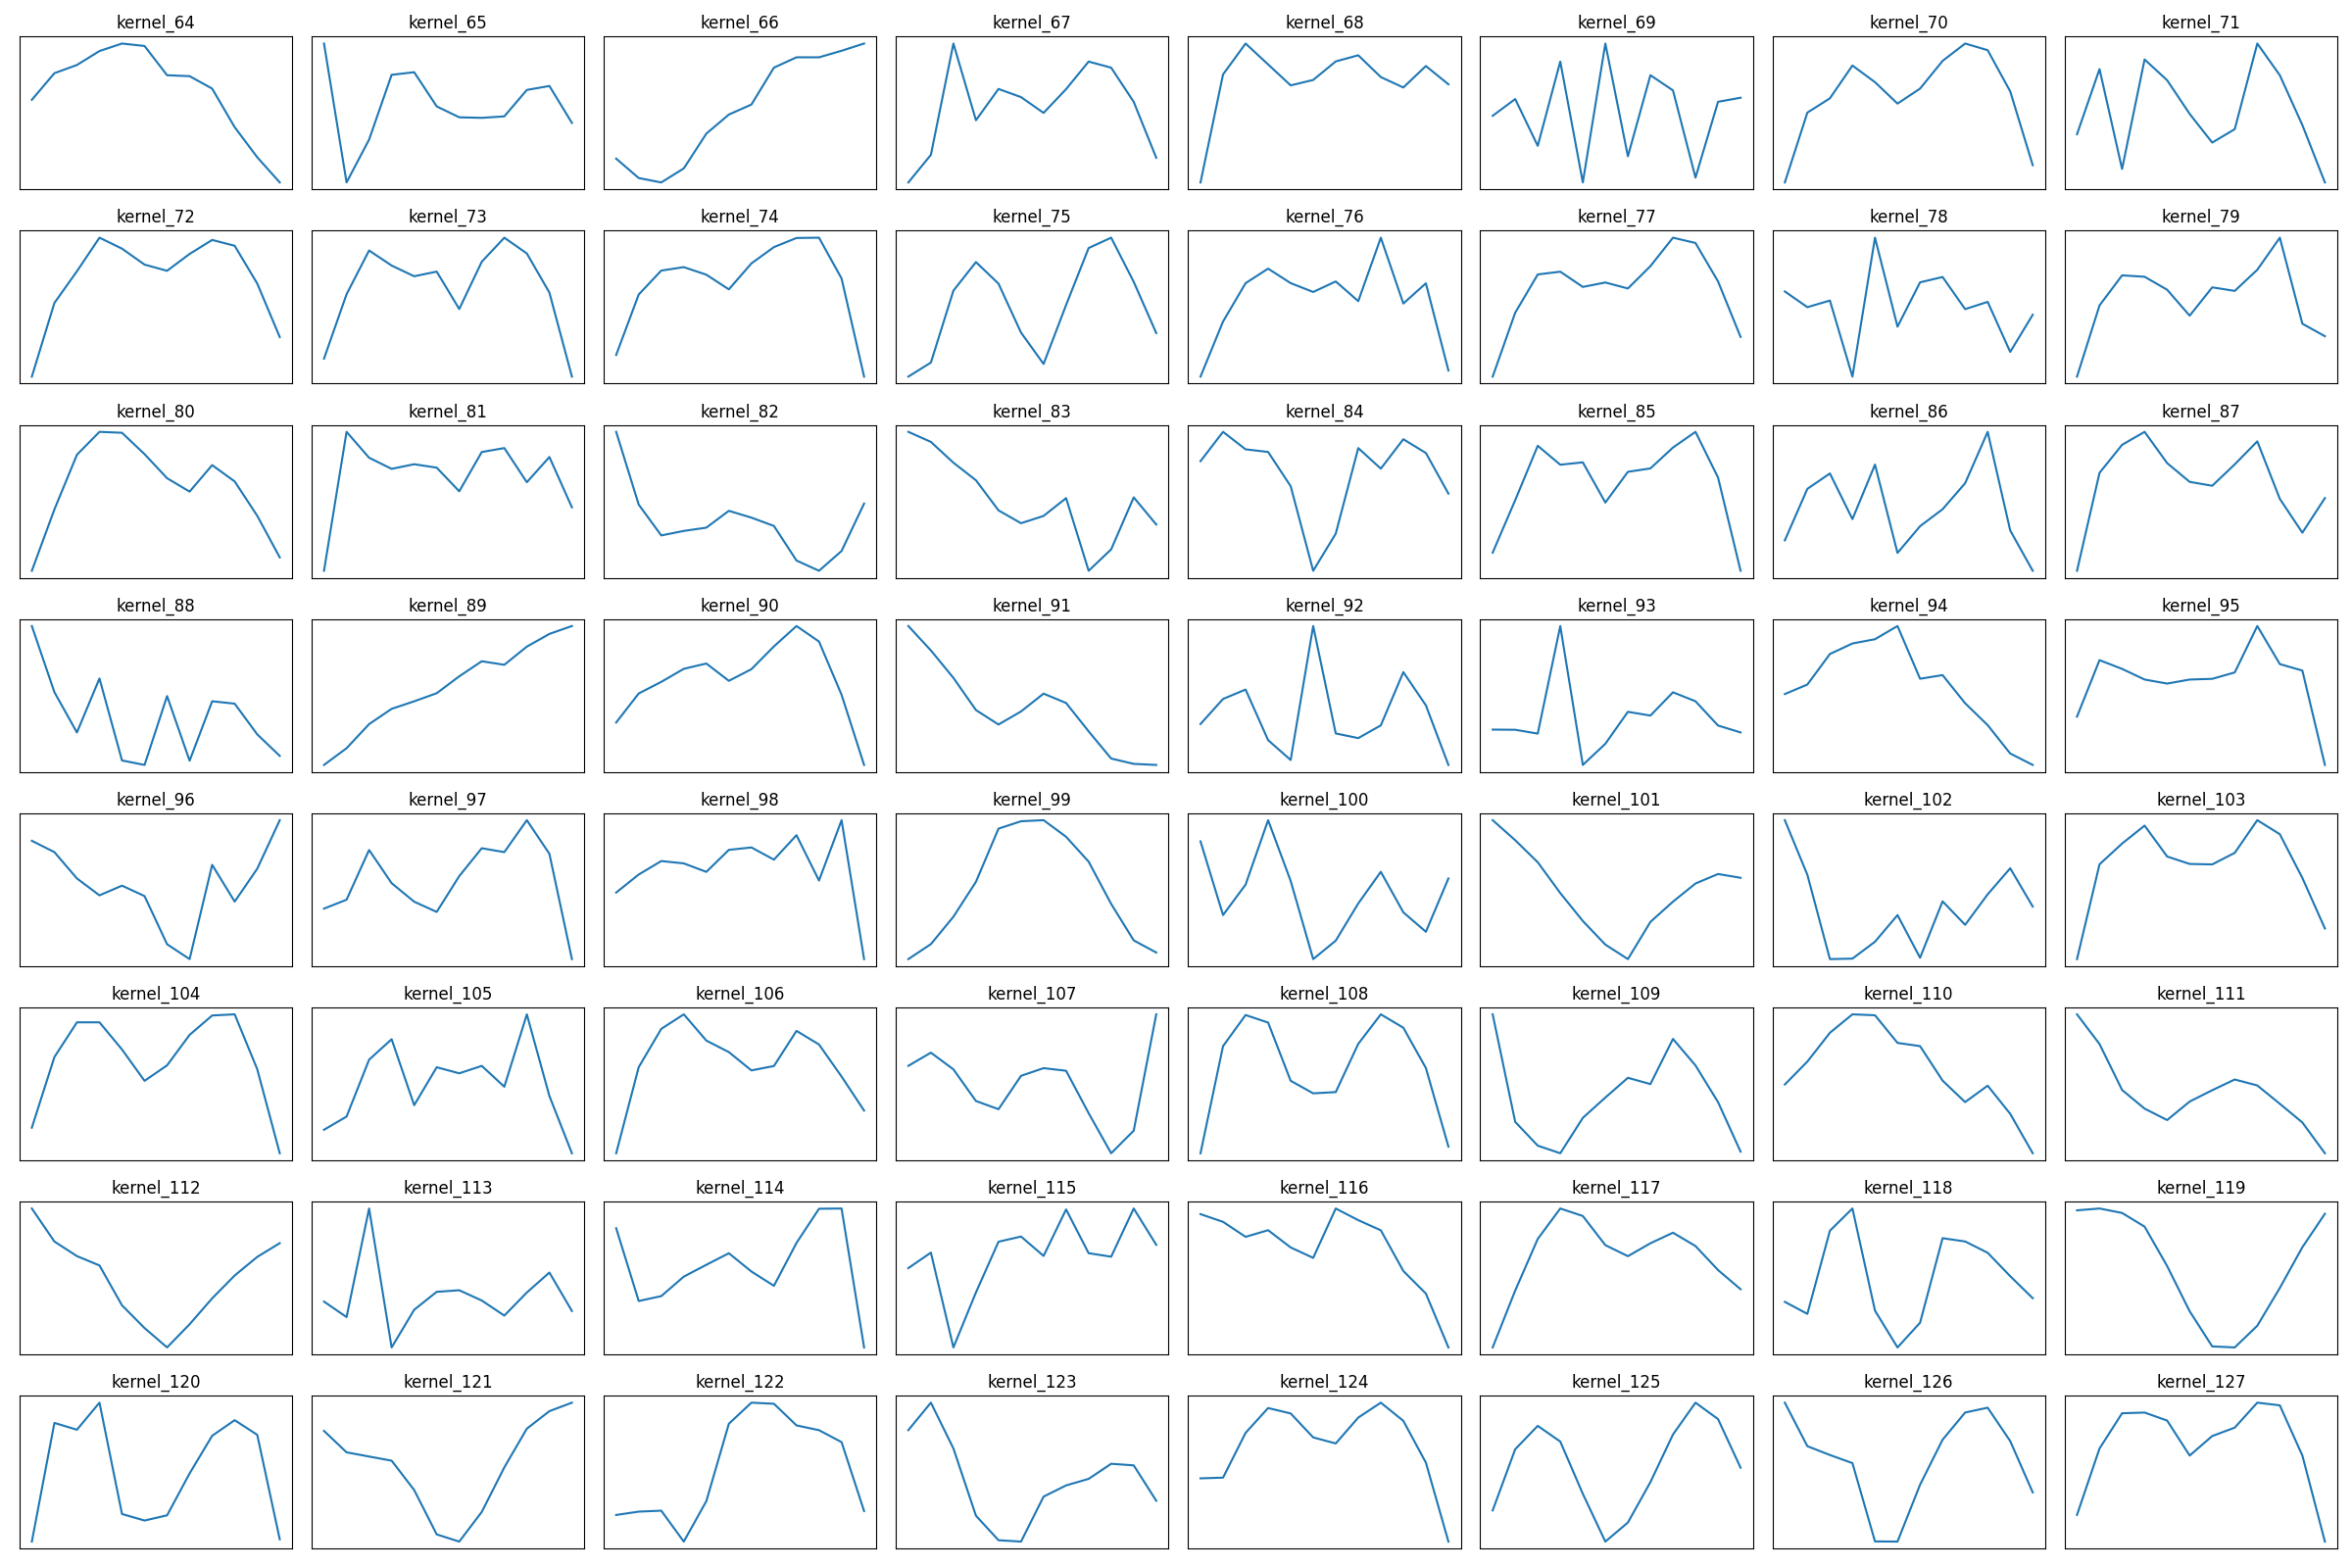 kernel_64 kernel_65 kernel_66 kernel_67 kernel_68 kernel_69 kernel_70 kernel_71
kernel_72 kernel_73 kernel_74 kernel_75 kernel_76 kernel_77 kernel_78 kernel_79
kernel_80 kernel_81 kernel_82 kernel_83 kernel_84 kernel_85 kernel_86 kernel_87
kernel_88 kernel_89 kernel_90 kernel_91 kernel_92 kernel_93 kernel_94 kernel_95
kernel_96 kernel_97 kernel_98 kernel_99 kernel_100 kernel_101 kernel_102 kernel_103
kernel_104 kernel_105 kernel_106 kernel_107 kernel_108 kernel_109 kernel_110 kernel_111
kernel_112 kernel_113 kernel_114 kernel_115 kernel_116 kernel_117 kernel_118 kernel_119
kernel_120 kernel_121 kernel_122 kernel_123 kernel_124 kernel_125 kernel_126 kernel_127